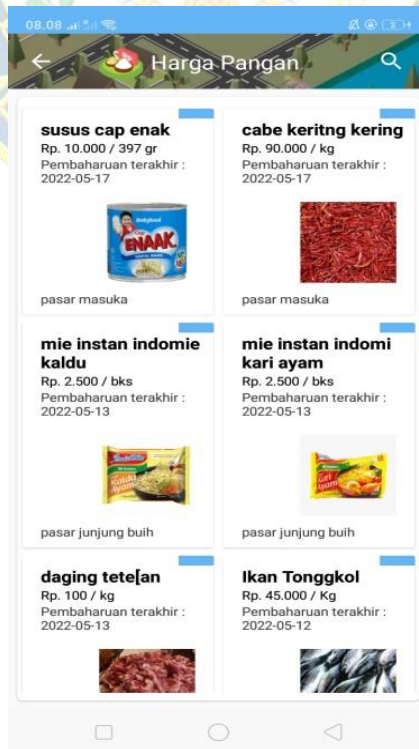 08.08
Harga Pangan
susus cap enak
Rp. 10.000 / 397 gr
Pembaharuan terakhir :
2022-05-17
ENAAK
pasar masuka
cabe keritng kering
Rp. 90.000 / kg
Pembaharuan terakhir :
2022-05-17
pasar masuka
mie instan indomie
kaldu
Rp. 2.500 / bks
Pembaharuan terakhir :
2022-05-13
Kaldu
Ayam
pasar junjung buih
mie instan indomi
kari ayam
Rp. 2.500 / bks
Pembaharuan terakhir :
2022-05-13
Kari
Ayam
pasar junjung buih
daging tete[an
Rp. 100 / kg
Pembaharuan terakhir :
2022-05-13
Ikan Tonggkol
Rp. 45.000 / Kg
Pembaharuan terakhir :
2022-05-12